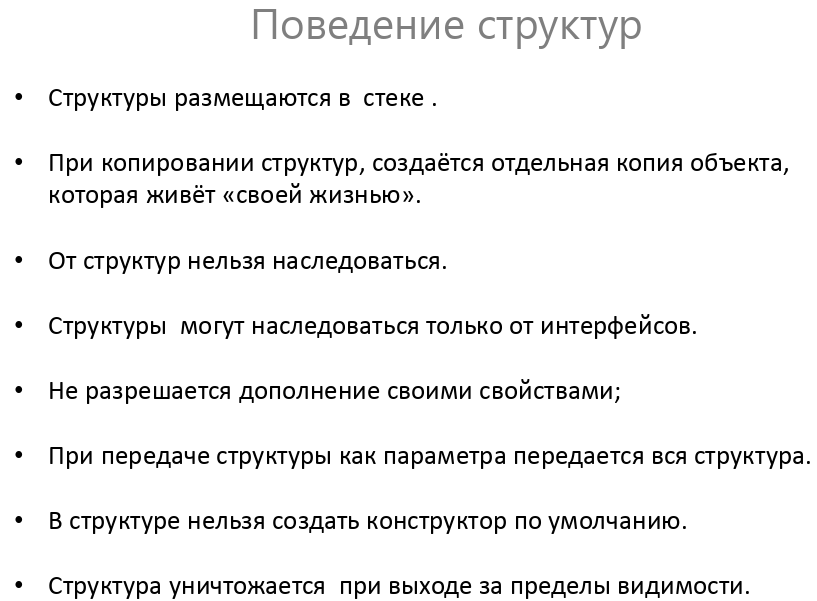 Поведение структур
• Структуры размещаются в  стеке .
• При копировании структур, создаётся отдельная копия объекта,
которая живёт «своей жизнью».
• От структур нельзя наследоваться.
• Структуры  могут наследоваться только от интерфейсов.
• Не разрешается дополнение своими свойствами;
• При передаче структуры как параметра передается вся структура.
• В структуре нельзя создать конструктор по умолчанию.
• Структура уничтожается  при выходе за пределы видимости.